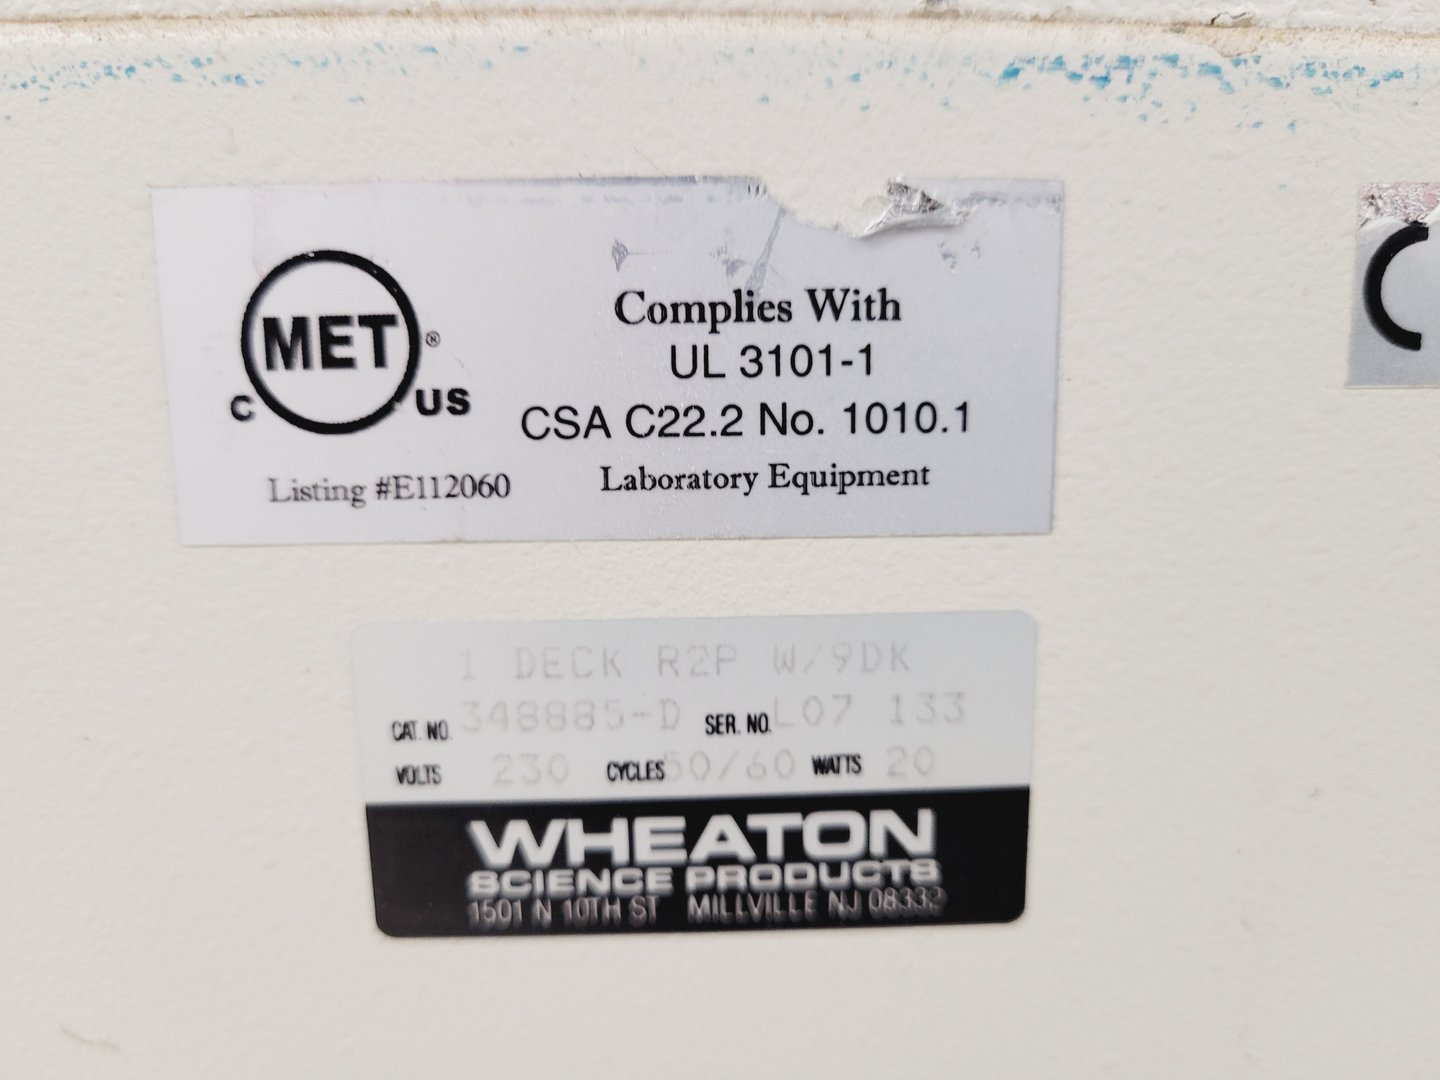 MET®
C US
Listing #E112060
Complies With
UL 3101-1
CSA C22.2 No. 1010.1
Laboratory Equipment
1 DECK R2P W/9DK
CAT. NO. 348885-D SER. NO. L07 133
VOLTS 230 CYCLES 50/60 WATTS 20
WHEATON
SCIENCE PRODUCTS
1501 N 10TH ST MILLVILLE NJ 08332